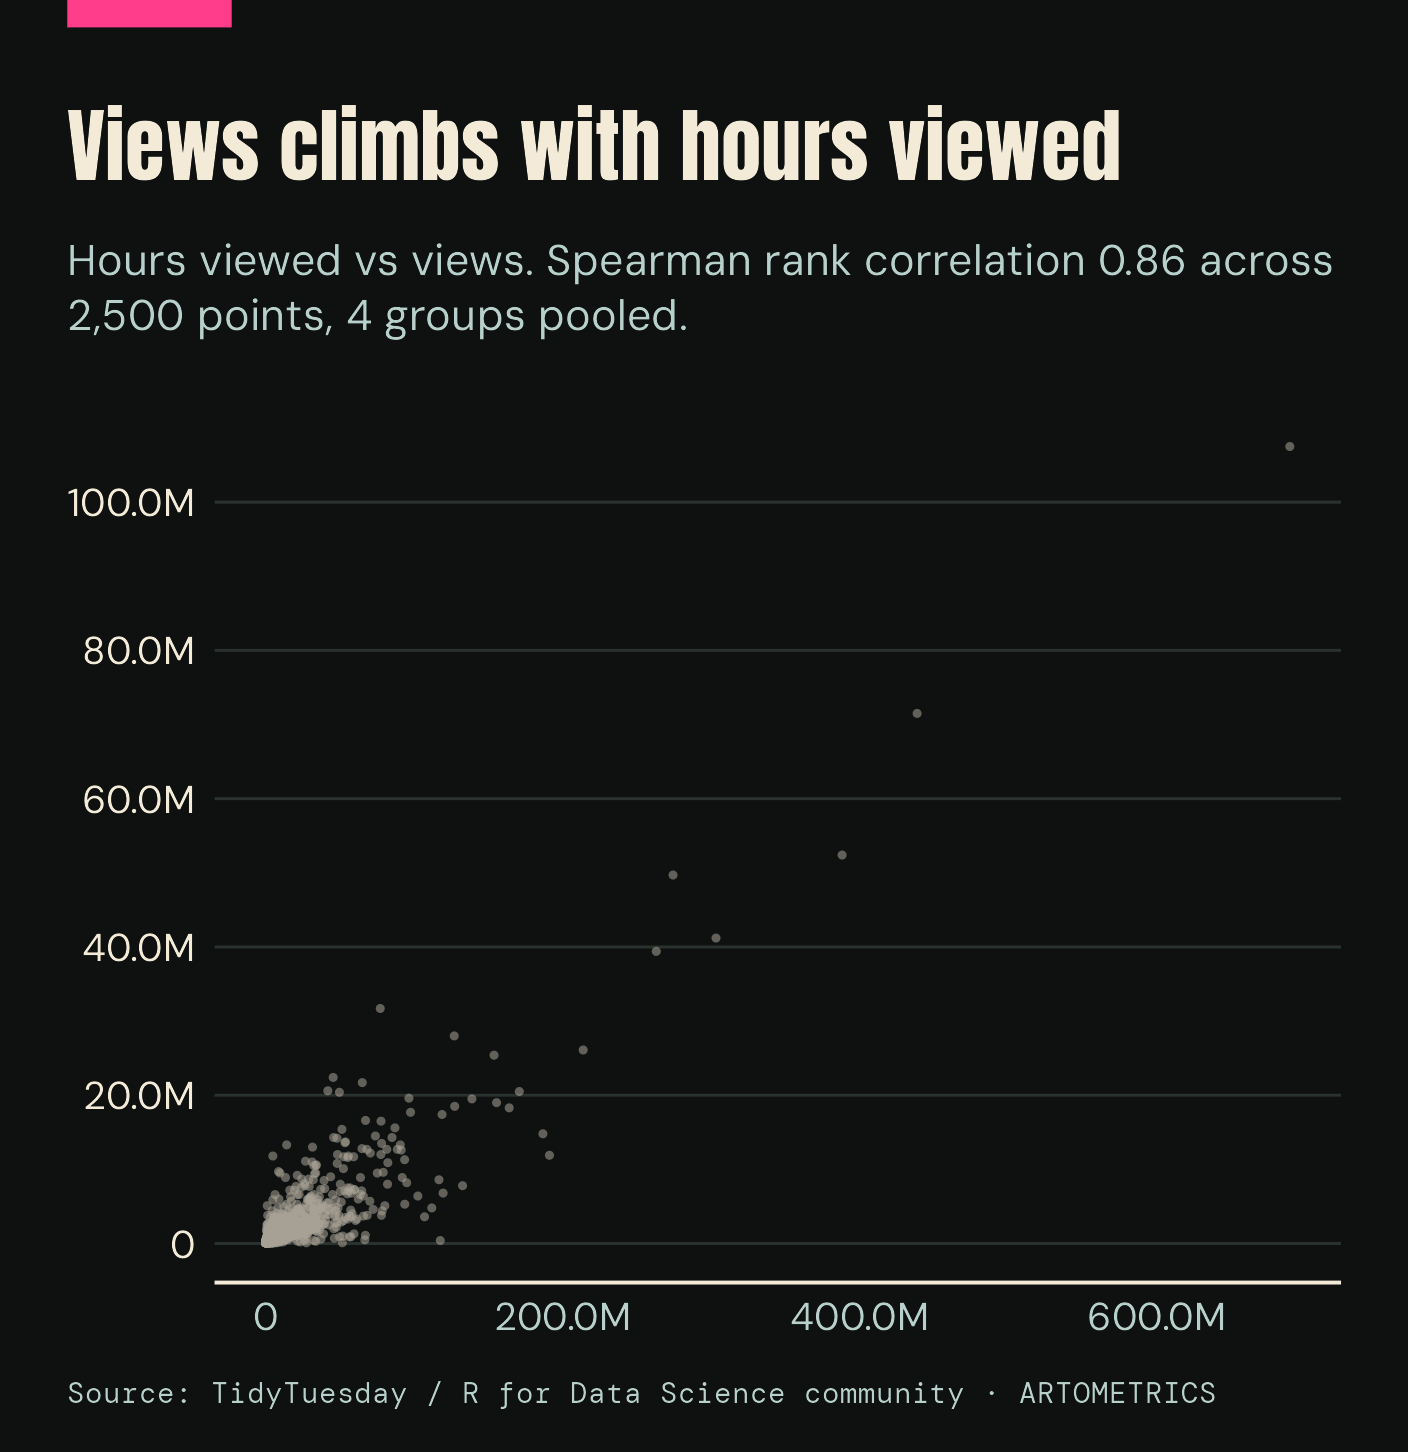 Views climbs with hours viewed
Hours viewed vs views. Spearman rank correlation 0.86 across
2,500 points, 4 groups pooled.
100.0M
80.0M
60.0M
40.0M
20.0M
0
0 200.0M 400.0M 600.0M
Source: TidyTuesday / R for Data Science community · ARTOMETRICS